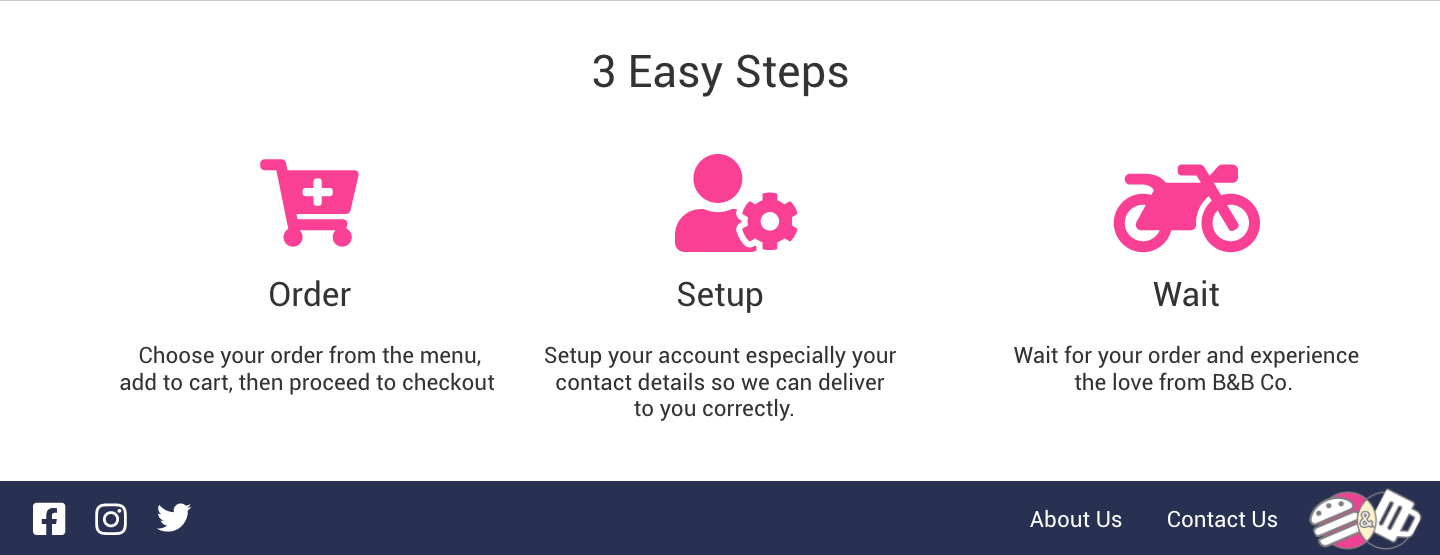 3 Easy Steps
Order
Choose your order from the menu,
add to cart, then proceed to checkout
Setup
Setup your account especially your
contact details so we can deliver
to you correctly.
Wait
Wait for your order and experience
the love from B&B Co.
About Us
Contact Us
&